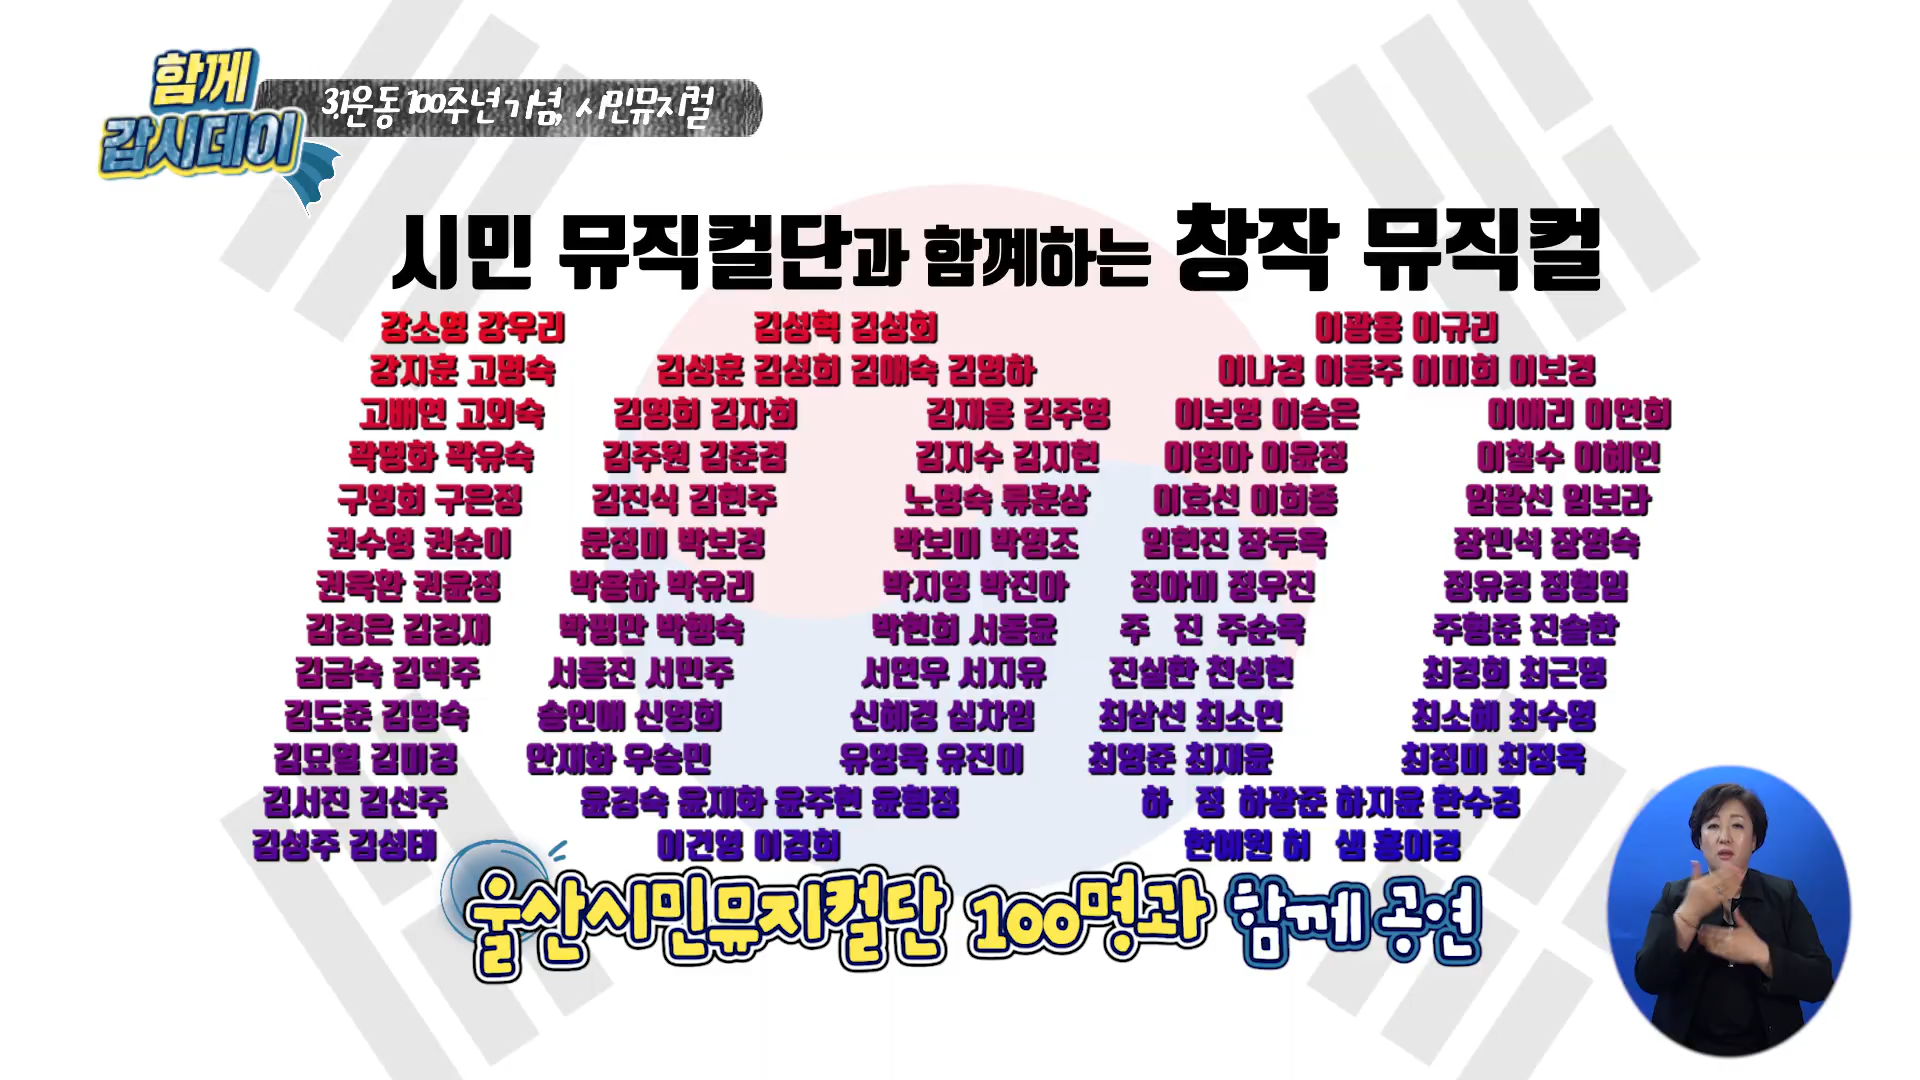 함께
갑시데이
3.1운동 100주년 기념, 시민뮤지컬
시민 뮤직컬단과 함께하는 창작 뮤직컬
강소영 강우리 김성혁 김성회 이광용 이규리
강지훈 고명숙 김성훈 김성희 김애숙 김영하 이나경 이동주 이미희 이보경
고배연 고외숙 김영희 김자희 김재용 김주영 이보영 이승은 이애리 이연희
곽명화 곽유숙 김주원 김준겸 김지수 김지현 이영아 이윤정 이철수 이혜인
구영회 구은정 김진식 김현주 노명숙 류훈상 이효선 이희종 임광선 임보라
권수영 권순이 문정미 박보경 박보미 박영조 임현진 장두옥 장민석 장영숙
권욱환 권윤정 박용하 박유리 박지영 박진아 정아미 정우진 정유경 정형임
김경은 김경재 박평만 박행숙 박현희 서동윤 주 진 주순옥 주형준 진솔한
김금숙 김덕주 서동진 서민주 서연우 서지유 진실한 천성현 최경희 최근영
김도준 김명숙 송인애 신영희 신혜경 심차임 최삼선 최소연 최소혜 최수영
김묘열 김미경 안재화 우승민 유영욱 유진이 최영준 최재윤 최정미 최정옥
김서진 김선주 윤경숙 윤재화 윤주현 윤형정 하 정 하광준 하지윤 한수경
김성주 김성태 이건영 이경희 한예원 허 샘 홍이경
울산시민뮤지컬단 100명과 함께 공연